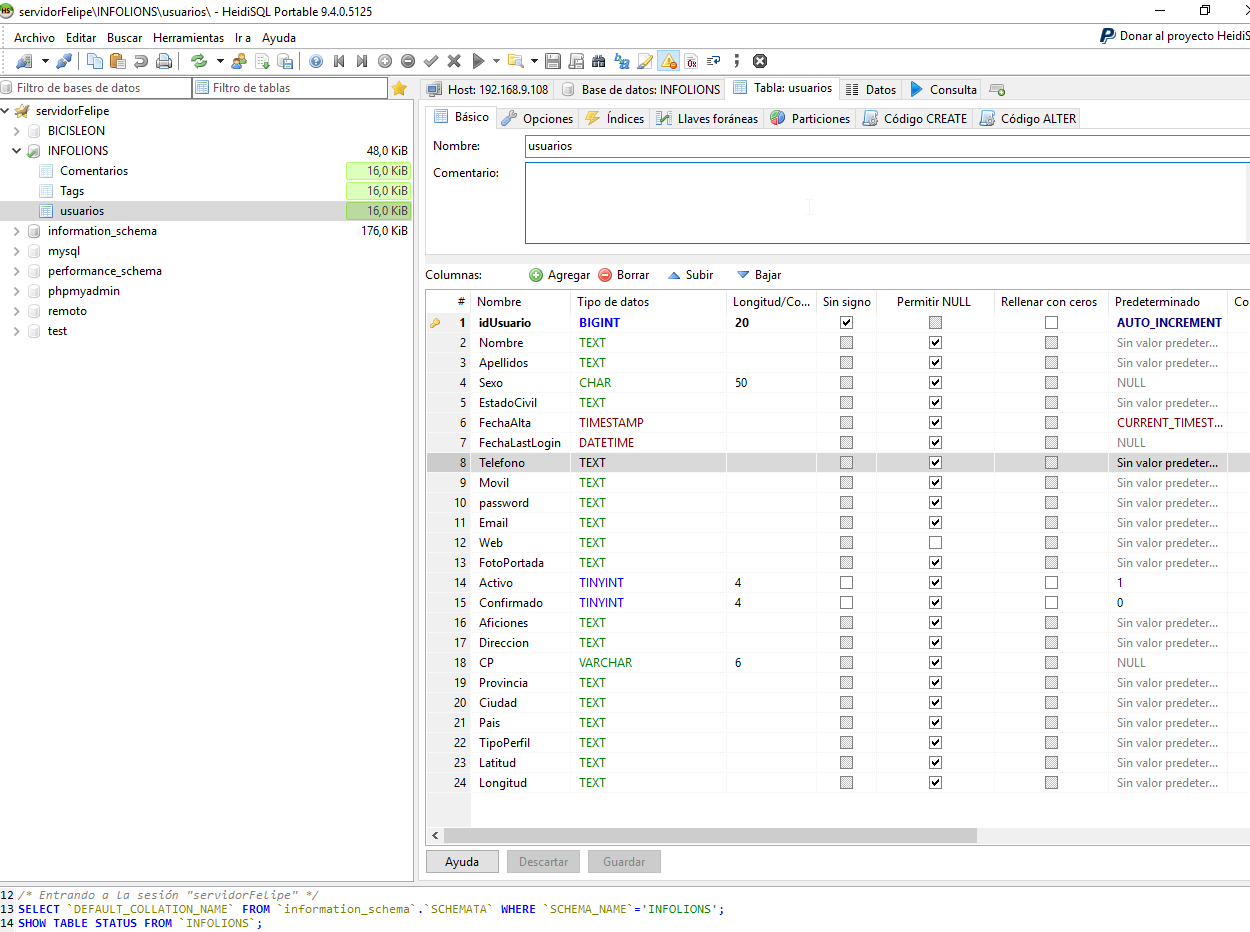 servidorFelipe\INFOLIONS\usuarios\ - HeidiSQL Portable 9.4.0.5125
Archivo Editar Buscar Herramientas Ir a Ayuda
Filtro de bases de datos Filtro de tablas
servidorFelipe
BICISLEON
INFOLIONS 48,0 KiB
Comentarios 16,0 KiB
Tags 16,0 KiB
usuarios 16,0 KiB
information_schema 176,0 KiB
mysql
performance_schema
phpmyadmin
remoto
test
Host: 192.168.9.108 Base de datos: INFOLIONS Tabla: usuarios Datos Consulta
Básico Opciones Índices Llaves foráneas Particiones Código CREATE Código ALTER
Nombre: usuarios
Comentario:
Columnas: Agregar Borrar Subir Bajar
# Nombre Tipo de datos Longitud/Co... Sin signo Permitir NULL Rellenar con ceros Predeterminado Co
1 idUsuario BIGINT 20 AUTO_INCREMENT
2 Nombre TEXT Sin valor predeter...
3 Apellidos TEXT Sin valor predeter...
4 Sexo CHAR 50 NULL
5 EstadoCivil TEXT Sin valor predeter...
6 FechaAlta TIMESTAMP CURRENT_TIMEST...
7 FechaLastLogin DATETIME NULL
8 Telefono TEXT Sin valor predeter...
9 Movil TEXT Sin valor predeter...
10 password TEXT Sin valor predeter...
11 Email TEXT Sin valor predeter...
12 Web TEXT Sin valor predeter...
13 FotoPortada TEXT Sin valor predeter...
14 Activo TINYINT 4 1
15 Confirmado TINYINT 4 0
16 Aficiones TEXT Sin valor predeter...
17 Direccion TEXT Sin valor predeter...
18 CP VARCHAR 6 NULL
19 Provincia TEXT Sin valor predeter...
20 Ciudad TEXT Sin valor predeter...
21 Pais TEXT Sin valor predeter...
22 TipoPerfil TEXT Sin valor predeter...
23 Latitud TEXT Sin valor predeter...
24 Longitud TEXT Sin valor predeter...
Ayuda Descartar Guardar
12 /* Entrando a la sesión "servidorFelipe" */
13 SELECT `DEFAULT_COLLATION_NAME` FROM `information_schema`.`SCHEMATA` WHERE `SCHEMA_NAME`='INFOLIONS';
14 SHOW TABLE STATUS FROM `INFOLIONS`;
Donar al proyecto HeidiS